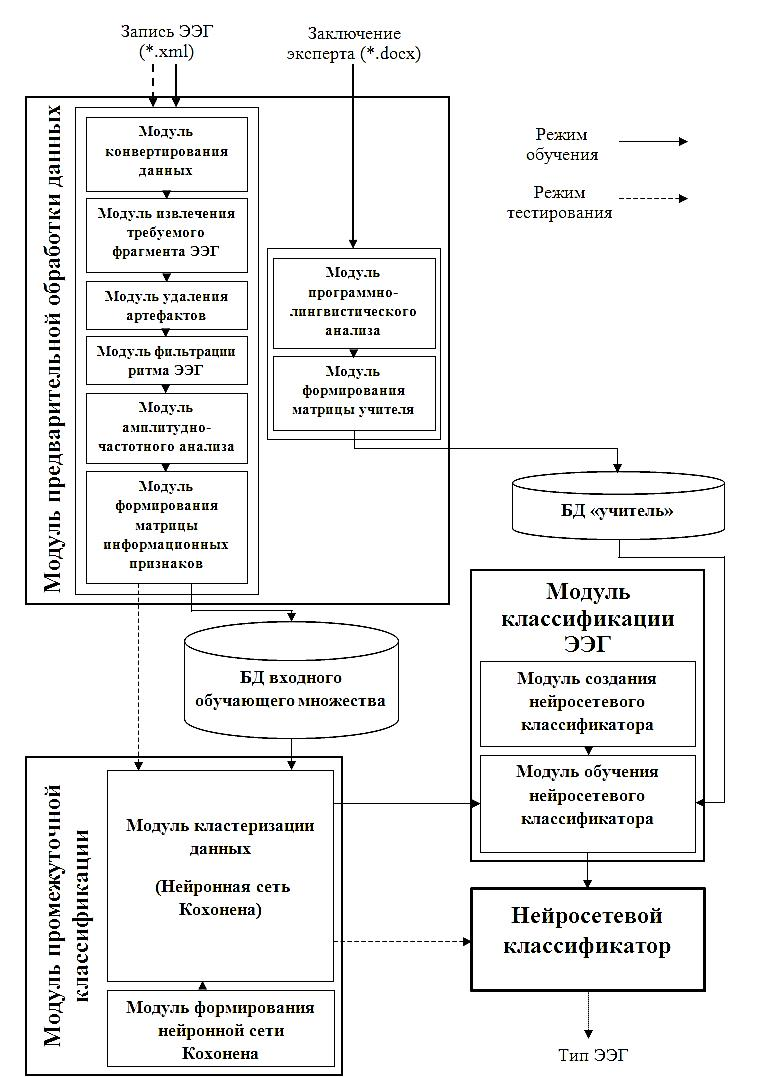 Запись ЭЭГ
(*.xml)
Заключение
эксперта (*.docx)
Режим
обучения
Режим
тестирования
Модуль предварительной обработки данных
Модуль
конвертирования
данных
Модуль извлечения
требуемого
фрагмента ЭЭГ
Модуль удаления
артефактов
Модуль фильтрации
ритма ЭЭГ
Модуль
амплитудно-
частотного анализа
Модуль
формирования
матрицы
информационных
признаков
Модуль
программно-
лингвистического
анализа
Модуль
формирования
матрицы учителя
БД «учитель»
БД входного
обучающего множества
Модуль
классификации
ЭЭГ
Модуль создания
нейросетевого
классификатора
Модуль обучения
нейросетевого
классификатора
Модуль промежуточной
классификации
Модуль кластеризации
данных
(Нейронная сеть
Кохонена)
Модуль формирования
нейронной сети
Кохонена
Нейросетевой
классификатор
Тип ЭЭГ